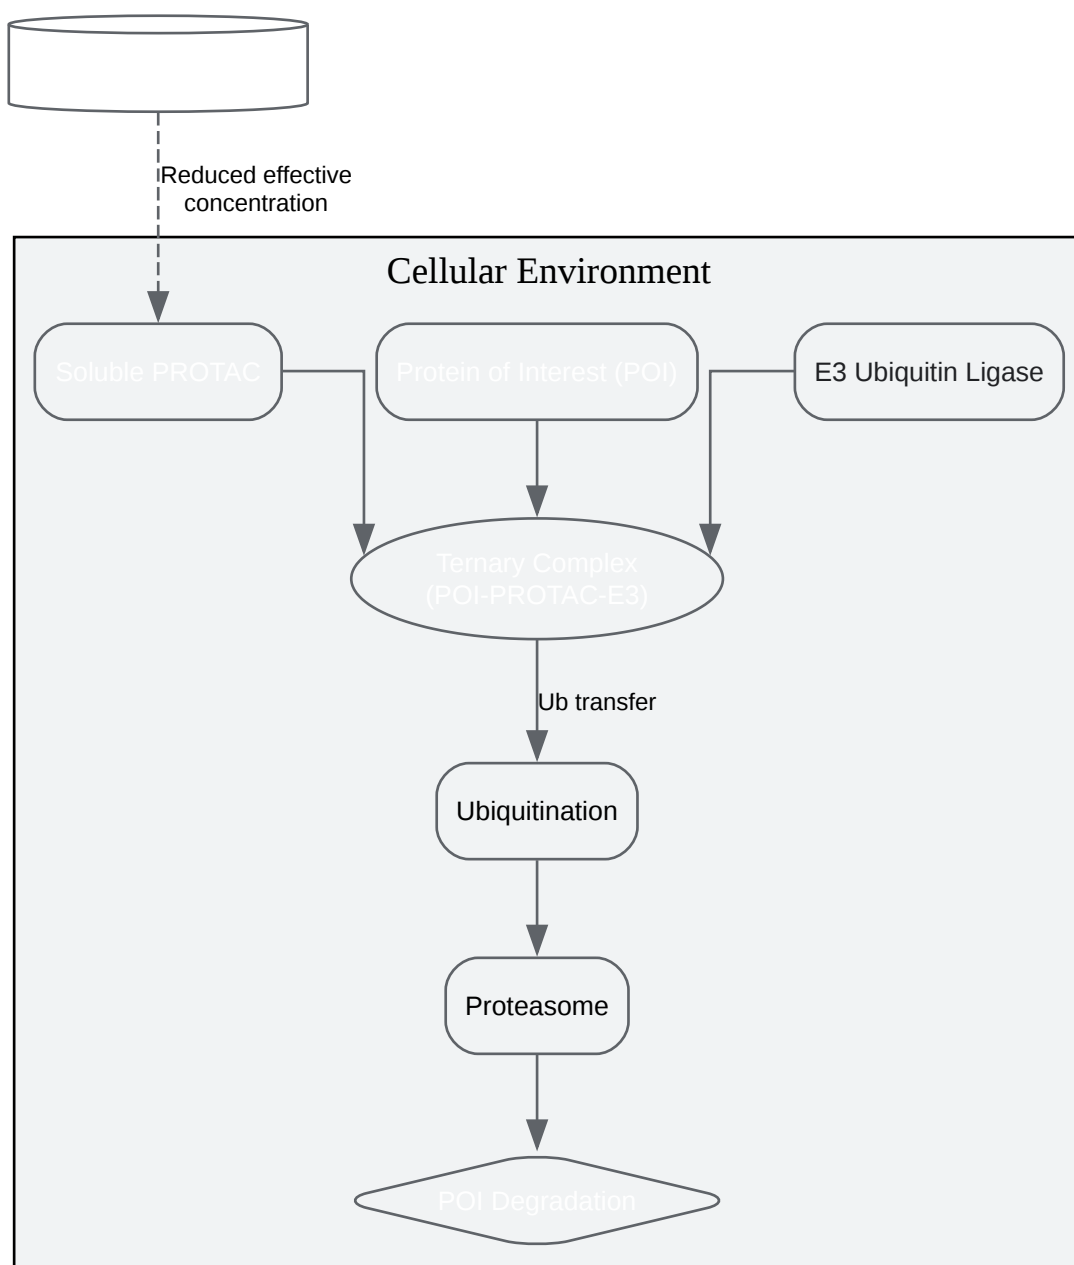 Reduced effective
concentration
Cellular Environment
Soluble PROTAC
Protein of Interest (POI)
E3 Ubiquitin Ligase
Ternary Complex
(POI-PROTAC-E3)
Ub transfer
Ubiquitination
Proteasome
POI Degradation